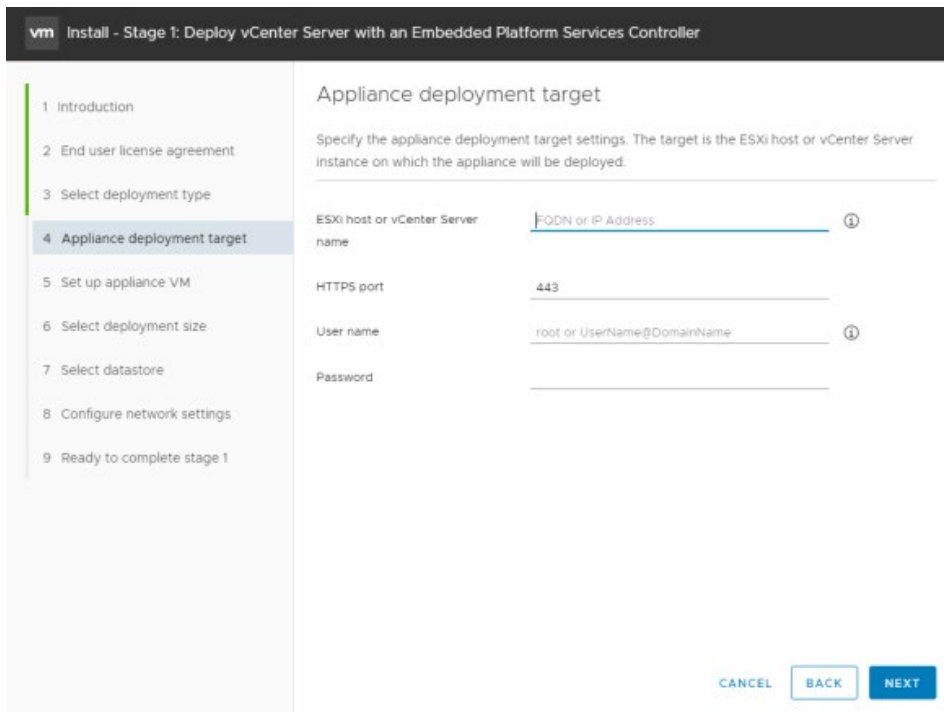 vm Install - Stage 1: Deploy vCenter Server with an Embedded Platform Services Controller
1 Introduction
2 End user license agreement
3 Select deployment type
4 Appliance deployment target
5 Set up appliance VM
6 Select deployment size
7 Select datastore
8 Configure network settings
9 Ready to complete stage 1
Appliance deployment target
Specify the appliance deployment target settings. The target is the ESXi host or vCenter Server
instance on which the appliance will be deployed.
ESXi host or vCenter Server
name
FQDN or IP Address
HTTPS port
443
User name
root or UserName@DomainName
Password
CANCEL
BACK
NEXT